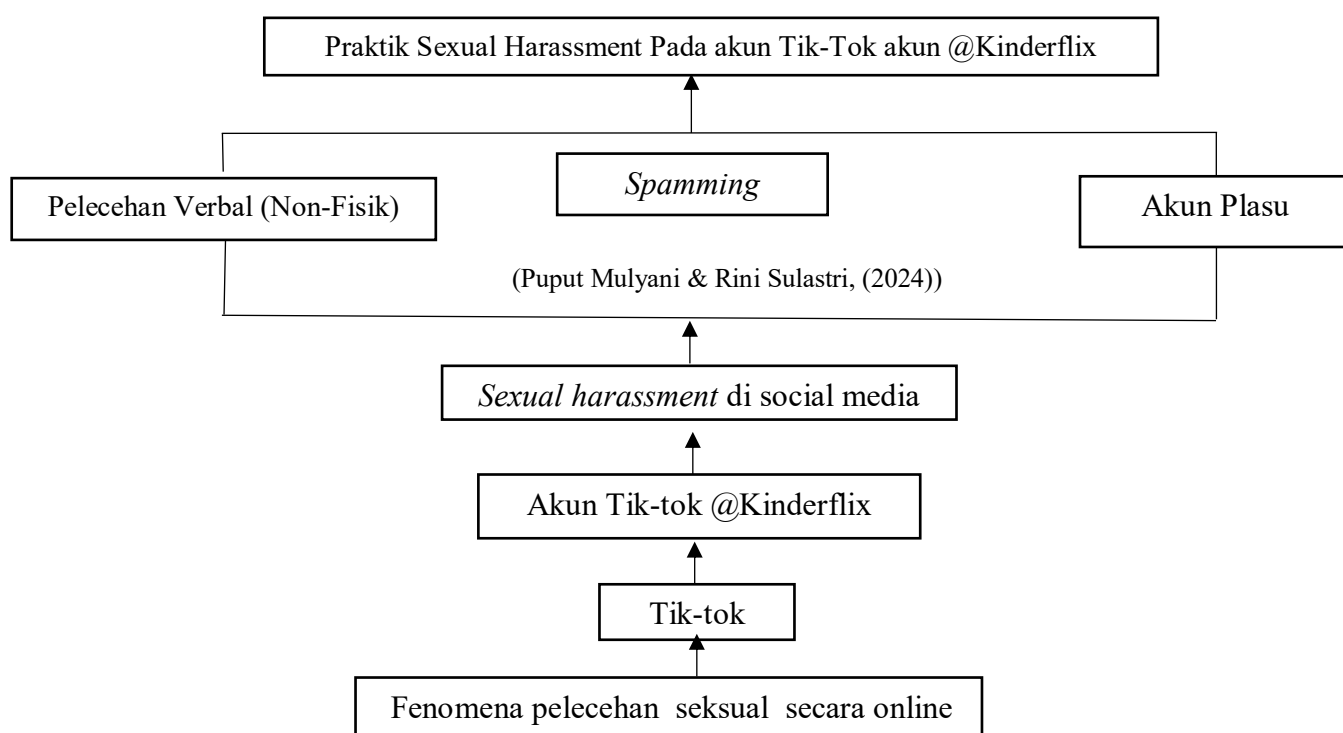 Praktik Sexual Harassment Pada akun Tik-Tok akun @Kinderflix
Pelecehan Verbal (Non-Fisik)
Spamming
Akun Plasu
(Puput Mulyani & Rini Sulastri, (2024))
Sexual harassment di social media
Akun Tik-tok @Kinderflix
Tik-tok
Fenomena pelecehan seksual secara online